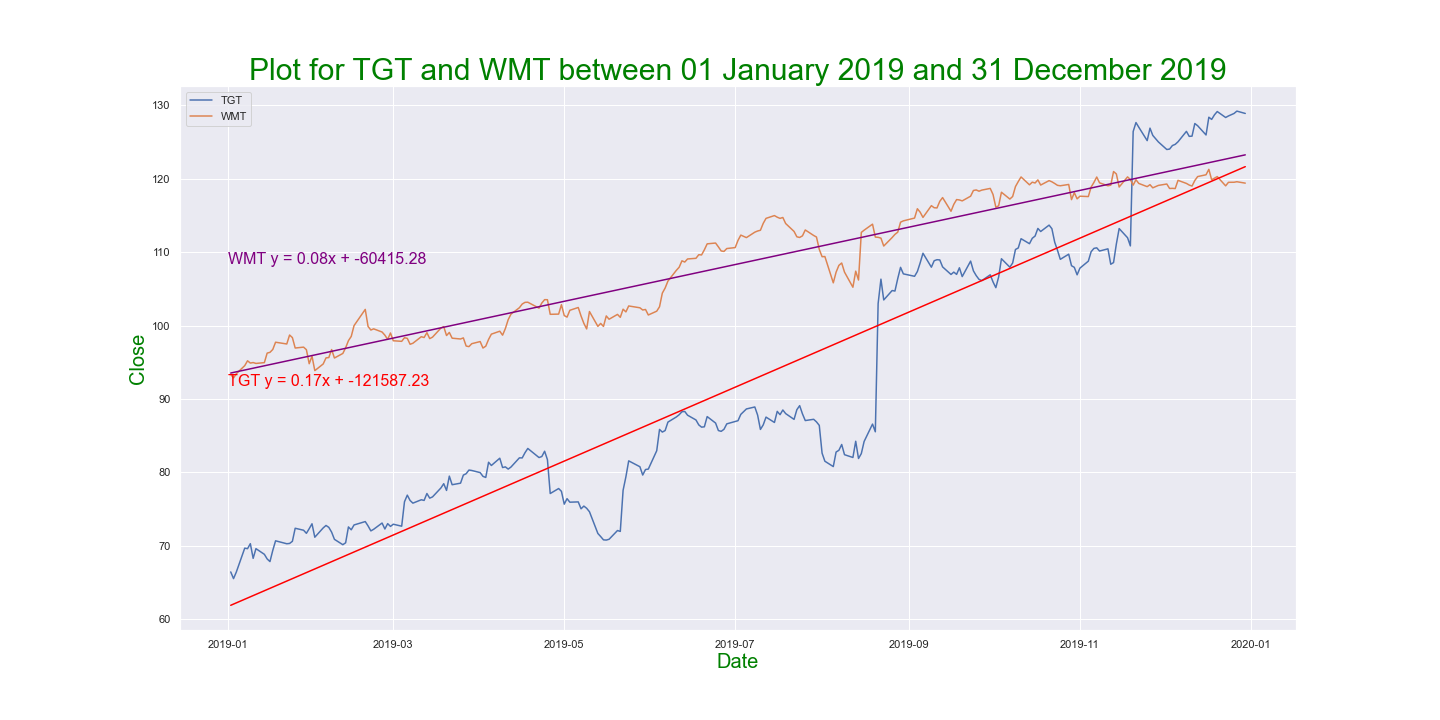 Plot for TGT and WMT between 01 January 2019 and 31 December 2019
TGT
WMT
130
120
110
100
90
80
70
60
Close
WMT y = 0.08x + -60415.28
TGT y = 0.17x + -121587.23
2019-01
2019-03
2019-05
2019-07
2019-09
2019-11
2020-01
Date